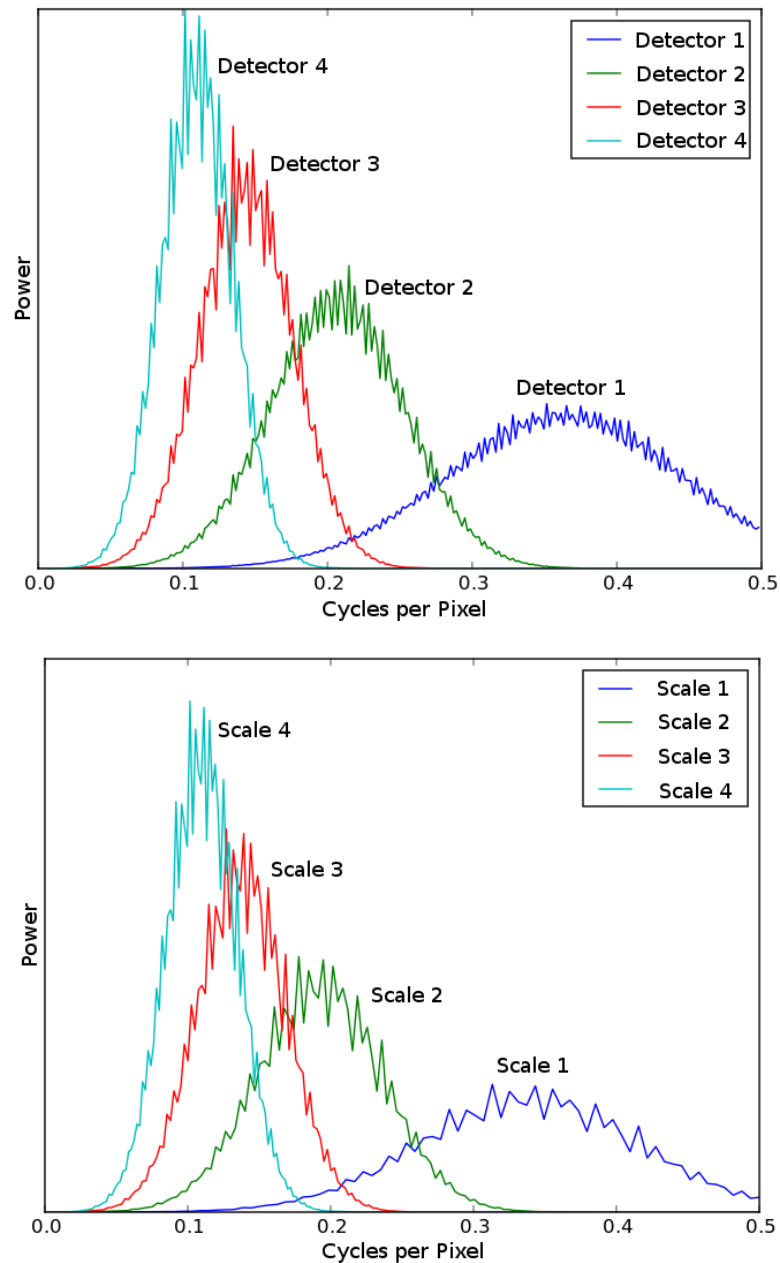 Detector 4
Detector 3
Detector 2
Detector 1
Detector 1
Detector 2
Detector 3
Detector 4
Power
0.0 0.1 0.2 0.3 0.4 0.5
Cycles per Pixel
Scale 4
Scale 3
Scale 2
Scale 1
Scale 1
Scale 2
Scale 3
Scale 4
Power
0.0 0.1 0.2 0.3 0.4 0.5
Cycles per Pixel